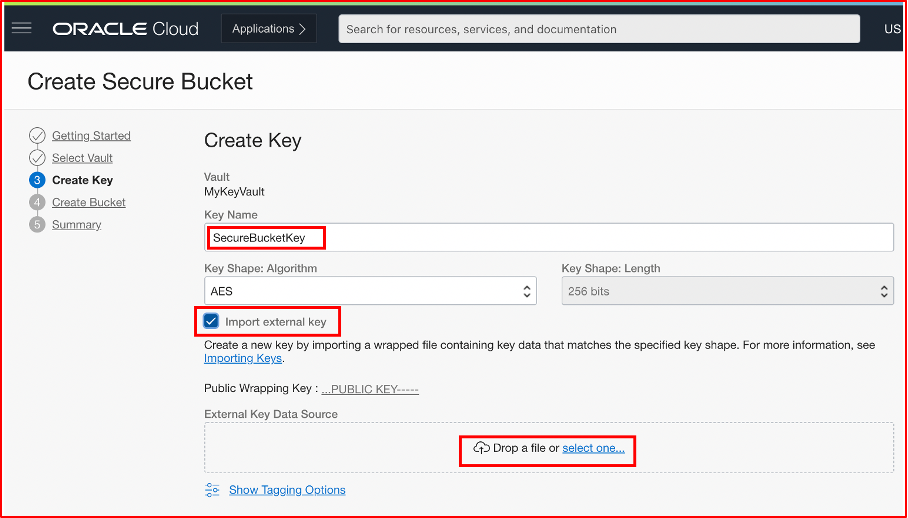 ORACLE Cloud
Applications
Search for resources, services, and documentation
US
Create Secure Bucket
Getting Started
Select Vault
3 Create Key
4 Create Bucket
5 Summary
Create Key
Vault
MyKeyVault
Key Name
SecureBucketKey
Key Shape: Algorithm
Key Shape: Length
AES
256 bits
Import external key
Create a new key by importing a wrapped file containing key data that matches the specified key shape. For more information, see
Importing Keys.
Public Wrapping Key : ...PUBLIC KEY-----
External Key Data Source
Drop a file or select one...
Show Tagging Options